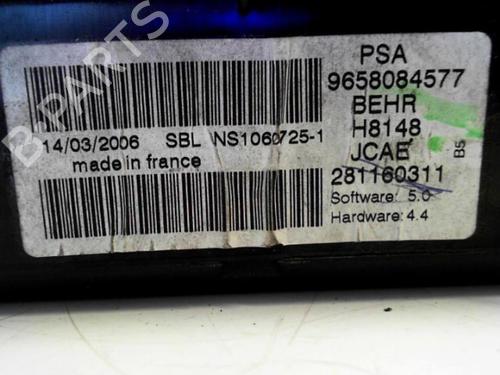 PSA
9658084577
BEHR
H8148
JCAE
281160311
Software: 5.0
Hardware: 4.4
B5
14/03/2006 SBL NS1060725-1
made in france
B-PARTS